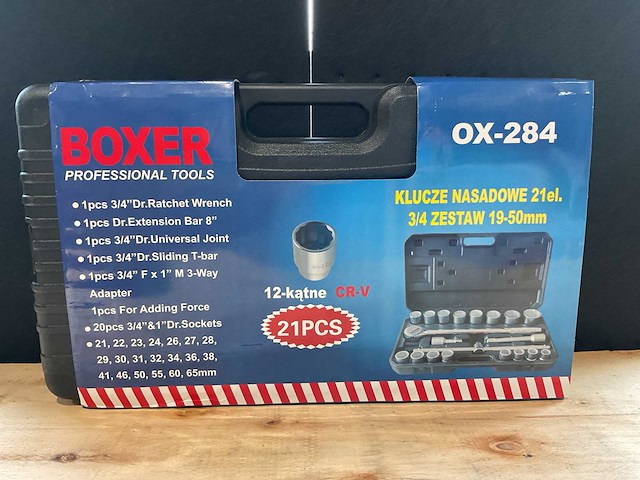 BOXER
PROFESSIONAL TOOLS
OX-284
1pcs 3/4"Dr.Ratchet Wrench
1pcs Dr.Extension Bar 8"
1pcs 3/4"Dr.Universal Joint
1pcs 3/4"Dr.Sliding T-bar
1pcs 3/4" F x 1" M 3-Way
Adapter
1pcs For Adding Force
20pcs 3/4"&1"Dr.Sockets
21, 22, 23, 24, 26, 27, 28,
29, 30, 31, 32, 34, 36, 38,
41, 46, 50, 55, 60, 65mm
12-kątne CR-V
21PCS
KLUCZE NASADOWE 21el.
3/4 ZESTAW 19-50mm